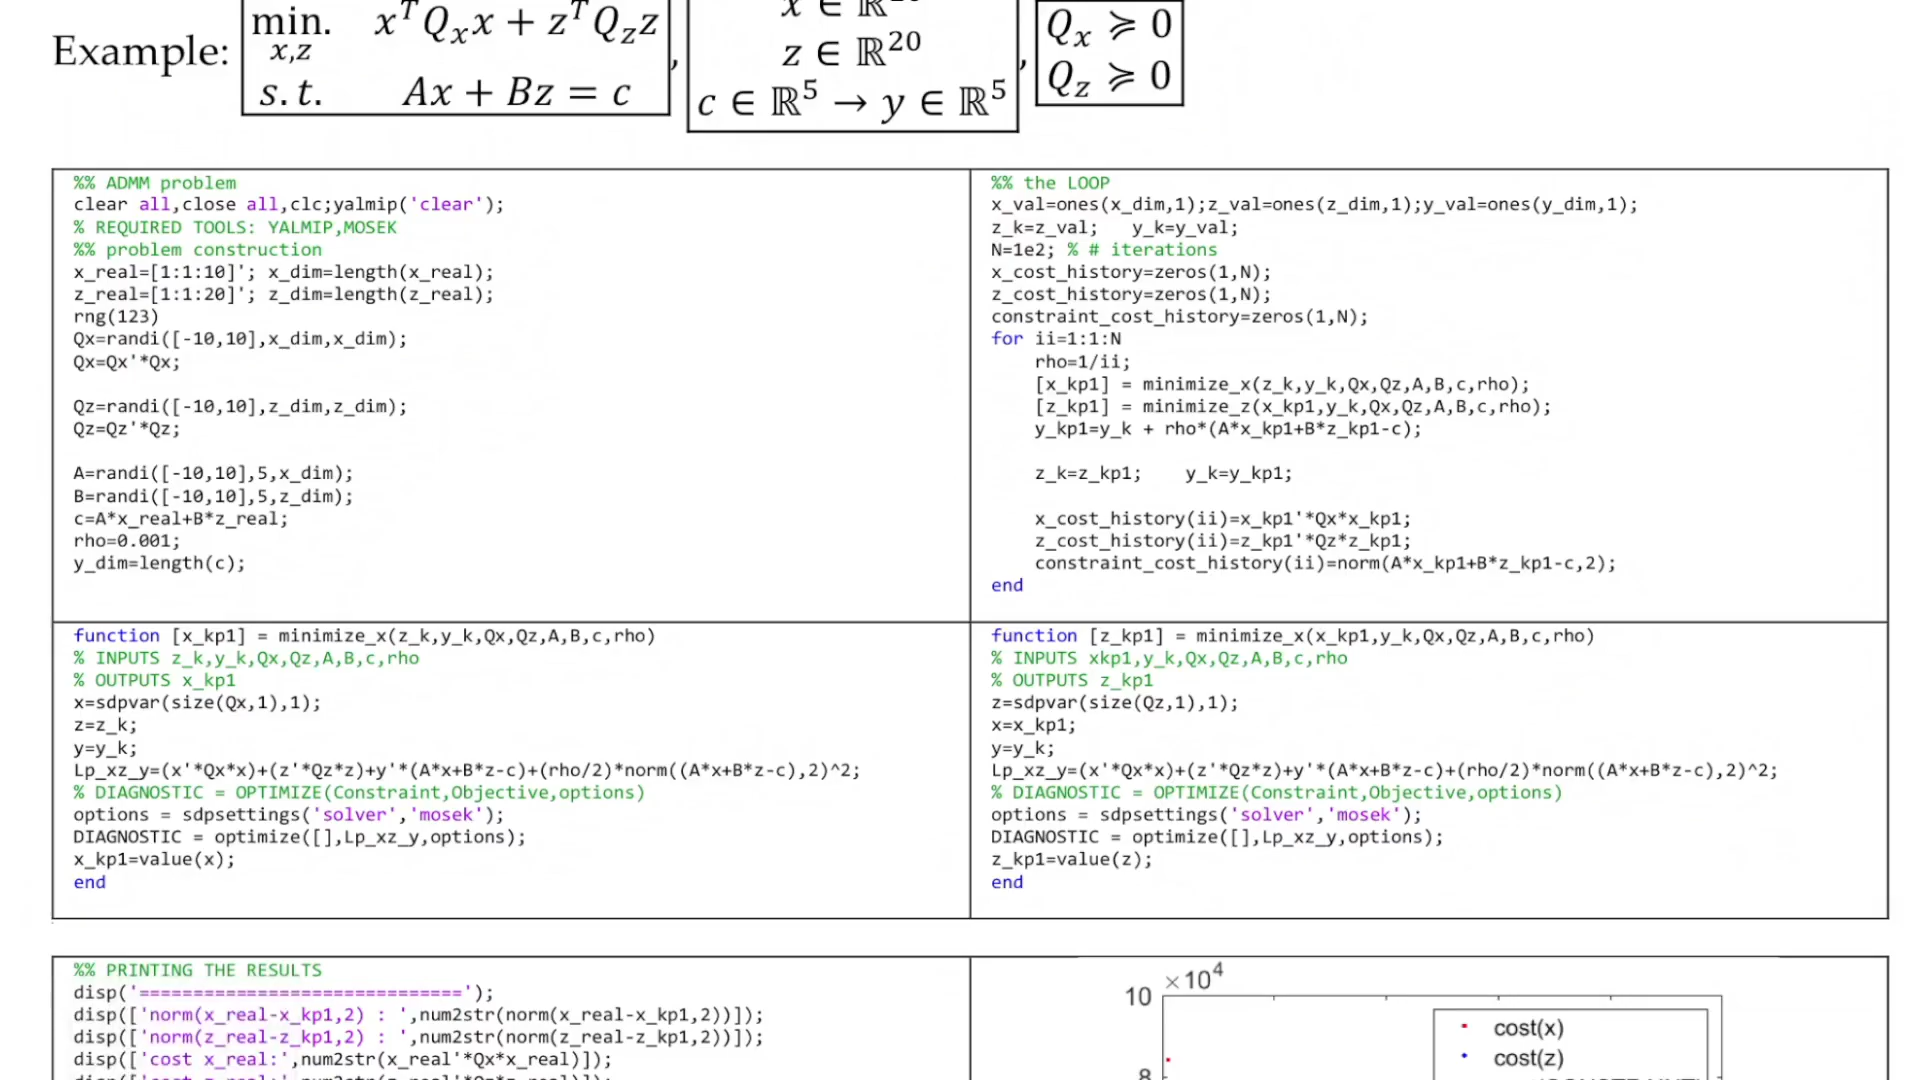 Example:
min. x^T Q_x x + z^T Q_z z
x,z
s.t. Ax + Bz = c
,
z ∈ ℝ^20
c ∈ ℝ^5 → y ∈ ℝ^5
,
Q_x ≽ 0
Q_z ≽ 0
%% ADMM problem
clear all,close all,clc;yalmip('clear');
% REQUIRED TOOLS: YALMIP,MOSEK
%% problem construction
x_real=[1:1:10]'; x_dim=length(x_real);
z_real=[1:1:20]'; z_dim=length(z_real);
rng(123)
Qx=randi([-10,10],x_dim,x_dim);
Qx=Qx'*Qx;
Qz=randi([-10,10],z_dim,z_dim);
Qz=Qz'*Qz;
A=randi([-10,10],5,x_dim);
B=randi([-10,10],5,z_dim);
c=A*x_real+B*z_real;
rho=0.001;
y_dim=length(c);
%% the LOOP
x_val=ones(x_dim,1);z_val=ones(z_dim,1);y_val=ones(y_dim,1);
z_k=z_val; y_k=y_val;
N=1e2; % # iterations
x_cost_history=zeros(1,N);
z_cost_history=zeros(1,N);
constraint_cost_history=zeros(1,N);
for ii=1:1:N
rho=1/ii;
[x_kp1] = minimize_x(z_k,y_k,Qx,Qz,A,B,c,rho);
[z_kp1] = minimize_z(x_kp1,y_k,Qx,Qz,A,B,c,rho);
y_kp1=y_k + rho*(A*x_kp1+B*z_kp1-c);
z_k=z_kp1; y_k=y_kp1;
x_cost_history(ii)=x_kp1'*Qx*x_kp1;
z_cost_history(ii)=z_kp1'*Qz*z_kp1;
constraint_cost_history(ii)=norm(A*x_kp1+B*z_kp1-c,2);
end
function [x_kp1] = minimize_x(z_k,y_k,Qx,Qz,A,B,c,rho)
% INPUTS z_k,y_k,Qx,Qz,A,B,c,rho
% OUTPUTS x_kp1
x=sdpvar(size(Qx,1),1);
z=z_k;
y=y_k;
Lp_xz_y=(x'*Qx*x)+(z'*Qz*z)+y'*(A*x+B*z-c)+(rho/2)*norm((A*x+B*z-c),2)^2;
% DIAGNOSTIC = OPTIMIZE(Constraint,Objective,options)
options = sdpsettings('solver','mosek');
DIAGNOSTIC = optimize([],Lp_xz_y,options);
x_kp1=value(x);
end
function [z_kp1] = minimize_x(x_kp1,y_k,Qx,Qz,A,B,c,rho)
% INPUTS xkp1,y_k,Qx,Qz,A,B,c,rho
% OUTPUTS z_kp1
z=sdpvar(size(Qz,1),1);
x=x_kp1;
y=y_k;
Lp_xz_y=(x'*Qx*x)+(z'*Qz*z)+y'*(A*x+B*z-c)+(rho/2)*norm((A*x+B*z-c),2)^2;
% DIAGNOSTIC = OPTIMIZE(Constraint,Objective,options)
options = sdpsettings('solver','mosek');
DIAGNOSTIC = optimize([],Lp_xz_y,options);
z_kp1=value(z);
end
%% PRINTING THE RESULTS
disp('==============================');
disp(['norm(x_real-x_kp1,2) : ',num2str(norm(x_real-x_kp1,2))]);
disp(['norm(z_real-z_kp1,2) : ',num2str(norm(z_real-z_kp1,2))]);
disp(['cost x_real:',num2str(x_real'*Qx*x_real)]);
×10^4
10
cost(x)
cost(z)
8